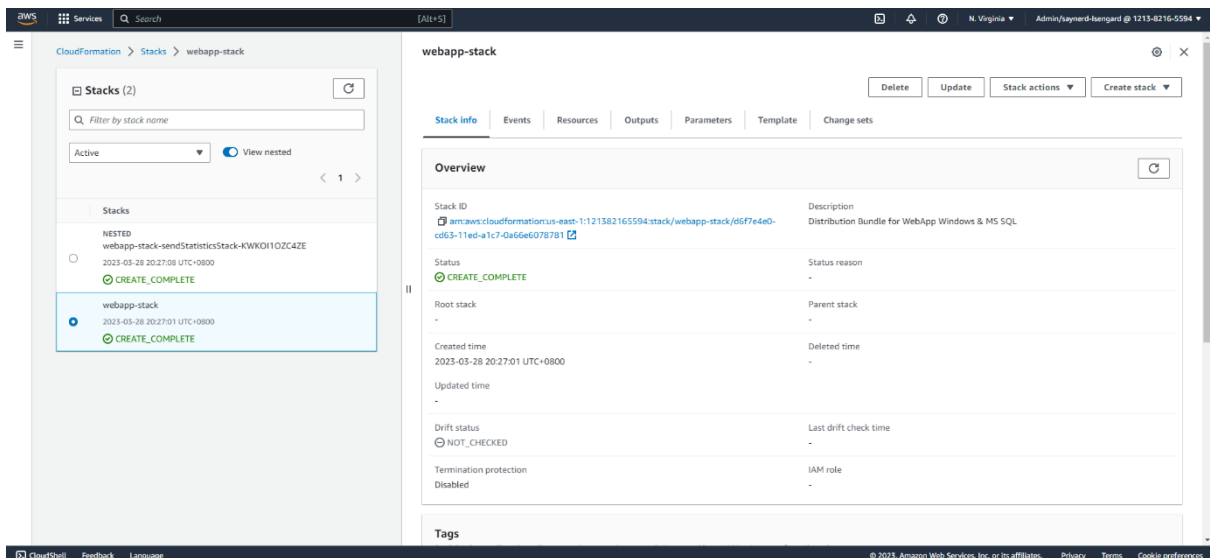 aws Services Search [Alt+S] N. Virginia Admin/saynerd-Isengard @ 1213-8216-5594
CloudFormation > Stacks > webapp-stack
Stacks (2)
Filter by stack name
Active View nested
1
Stacks
NESTED
webapp-stack-sendStatisticsStack-KWKOI1OZC4ZE
2023-03-28 20:27:08 UTC+0800
CREATE_COMPLETE
webapp-stack
2023-03-28 20:27:01 UTC+0800
CREATE_COMPLETE
webapp-stack
Delete Update Stack actions Create stack
Stack info Events Resources Outputs Parameters Template Change sets
Overview
Stack ID
arn:aws:cloudformation:us-east-1:121382165594:stack/webapp-stack/d6f7e4e0-
cd63-11ed-a1c7-0a66e6078781
Description
Distribution Bundle for WebApp Windows & MS SQL
Status
CREATE_COMPLETE
Status reason
-
Root stack
-
Parent stack
-
Created time
2023-03-28 20:27:01 UTC+0800
Deleted time
-
Updated time
-
Drift status
NOT_CHECKED
Last drift check time
-
Termination protection
Disabled
IAM role
-
Tags
CloudShell Feedback Language © 2023, Amazon Web Services, Inc. or its affiliates. Privacy Terms Cookie preferences